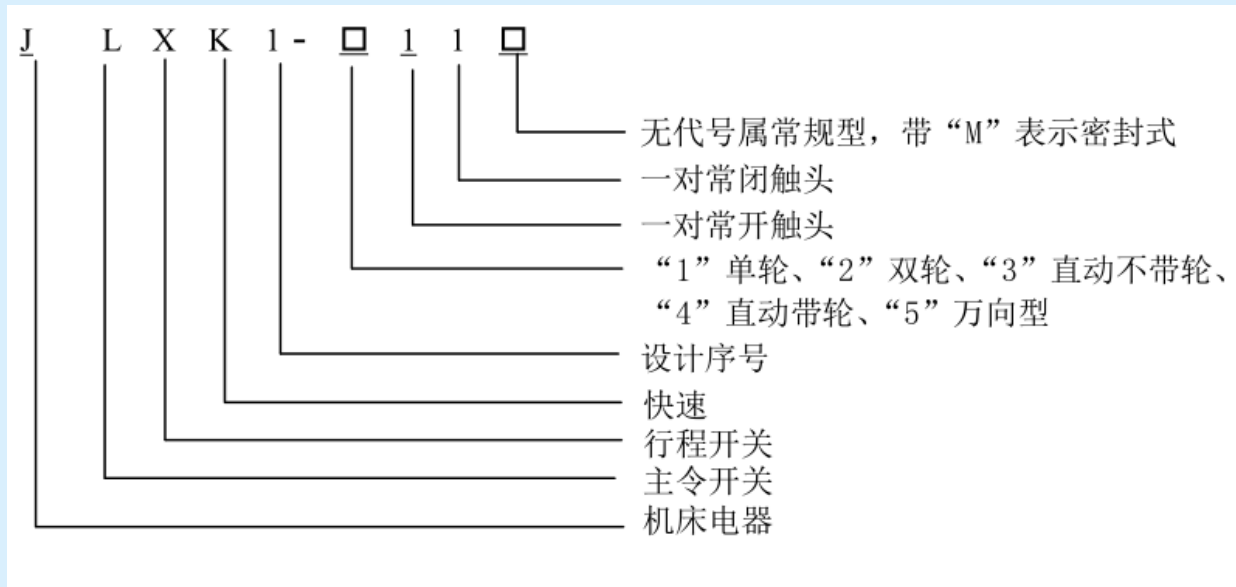 J L X K 1 - □ 1 1 □
无代号属常规型，带“M”表示密封式
一对常闭触头
一对常开触头
“1”单轮、“2”双轮、“3”直动不带轮、
“4”直动带轮、“5”万向型
设计序号
快速
行程开关
主令开关
机床电器